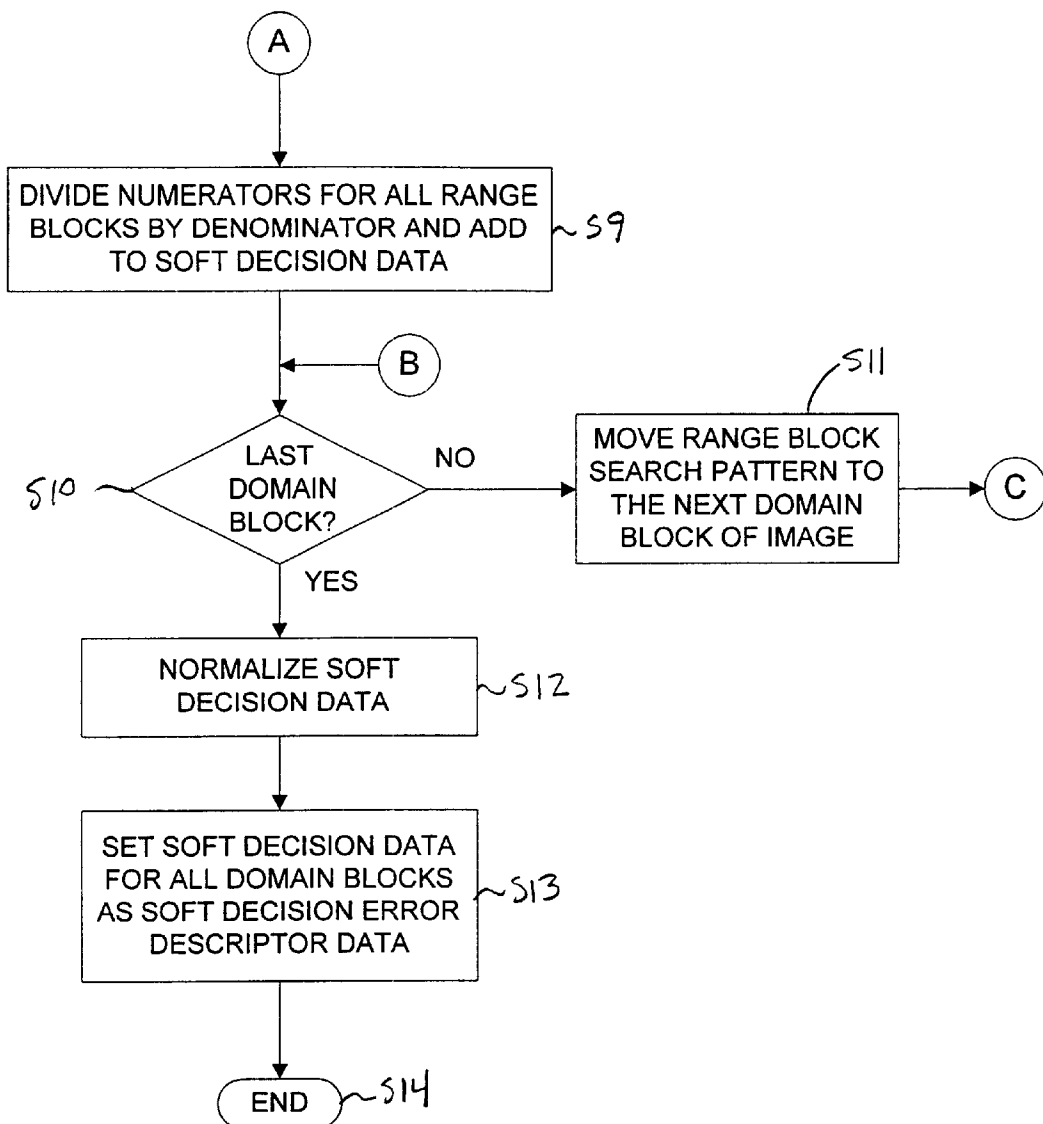 A
DIVIDE NUMERATORS FOR ALL RANGE
BLOCKS BY DENOMINATOR AND ADD
TO SOFT DECISION DATA
S9
B
S11
LAST
DOMAIN
BLOCK?
S10
NO
MOVE RANGE BLOCK
SEARCH PATTERN TO
THE NEXT DOMAIN
BLOCK OF IMAGE
C
YES
NORMALIZE SOFT
DECISION DATA
S12
SET SOFT DECISION DATA
FOR ALL DOMAIN BLOCKS
AS SOFT DECISION ERROR
DESCRIPTOR DATA
S13
END
S14